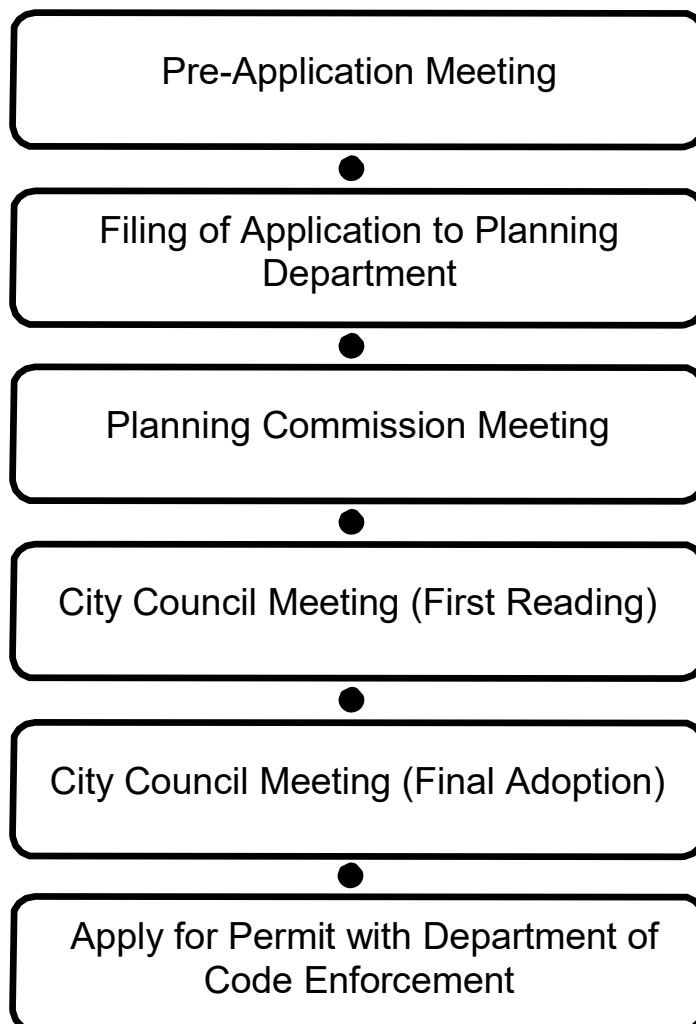 Pre-Application Meeting
Filing of Application to Planning
Department
Planning Commission Meeting
City Council Meeting (First Reading)
City Council Meeting (Final Adoption)
Apply for Permit with Department of
Code Enforcement